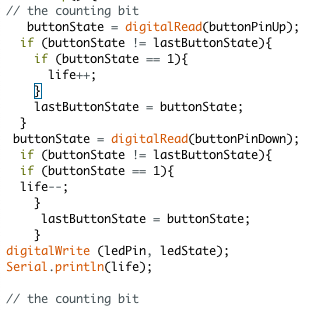 // the counting bit
buttonState = digitalRead(buttonPinUp);
if (buttonState != lastButtonState){
if (buttonState == 1){
life++;
}
lastButtonState = buttonState;
}
buttonState = digitalRead(buttonPinDown);
if (buttonState != lastButtonState){
if (buttonState == 1){
life--;
}
lastButtonState = buttonState;
}
digitalWrite (ledPin, ledState);
Serial.println(life);
// the counting bit